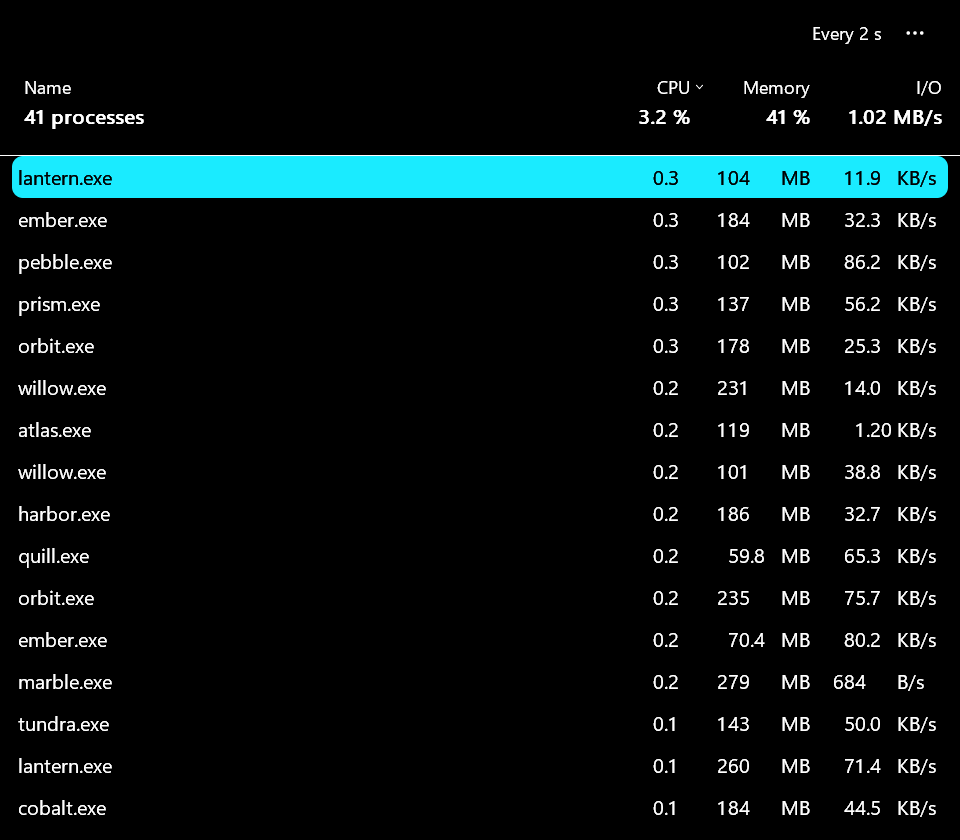 Every 2 s ···
Name CPU Memory I/O
41 processes 3.2 % 41 % 1.02 MB/s
lantern.exe 0.3 104 MB 11.9 KB/s
ember.exe 0.3 184 MB 32.3 KB/s
pebble.exe 0.3 102 MB 86.2 KB/s
prism.exe 0.3 137 MB 56.2 KB/s
orbit.exe 0.3 178 MB 25.3 KB/s
willow.exe 0.2 231 MB 14.0 KB/s
atlas.exe 0.2 119 MB 1.20 KB/s
willow.exe 0.2 101 MB 38.8 KB/s
harbor.exe 0.2 186 MB 32.7 KB/s
quill.exe 0.2 59.8 MB 65.3 KB/s
orbit.exe 0.2 235 MB 75.7 KB/s
ember.exe 0.2 70.4 MB 80.2 KB/s
marble.exe 0.2 279 MB 684 B/s
tundra.exe 0.1 143 MB 50.0 KB/s
lantern.exe 0.1 260 MB 71.4 KB/s
cobalt.exe 0.1 184 MB 44.5 KB/s